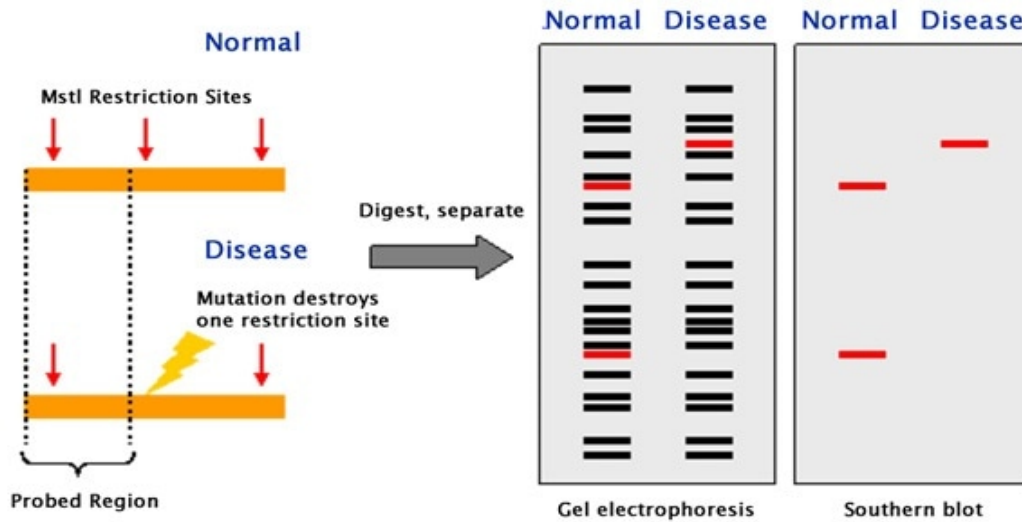 Normal
MstI Restriction Sites
Disease
Mutation destroys
one restriction site
Probed Region
Digest, separate
Normal Disease
Gel electrophoresis
Normal Disease
Southern blot